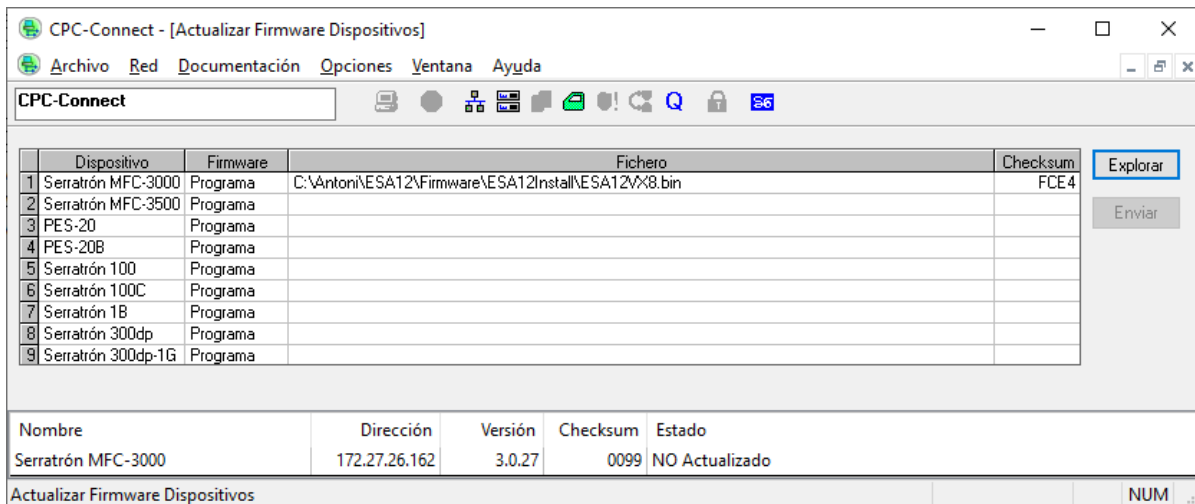 CPC-Connect - [Actualizar Firmware Dispositivos]
Archivo Red Documentación Opciones Ventana Ayuda
CPC-Connect Q S6
Dispositivo Firmware Fichero Checksum Explorar
1 Serratrón MFC-3000 Programa C:\Antoni\ESA12\Firmware\ESA12Install\ESA12VX8.bin FCE4
2 Serratrón MFC-3500 Programa Enviar
3 PES-20 Programa
4 PES-20B Programa
5 Serratrón 100 Programa
6 Serratrón 100C Programa
7 Serratrón 1B Programa
8 Serratrón 300dp Programa
9 Serratrón 300dp-1G Programa
Nombre Dirección Versión Checksum Estado
Serratrón MFC-3000 172.27.26.162 3.0.27 0099 NO Actualizado
Actualizar Firmware Dispositivos NUM